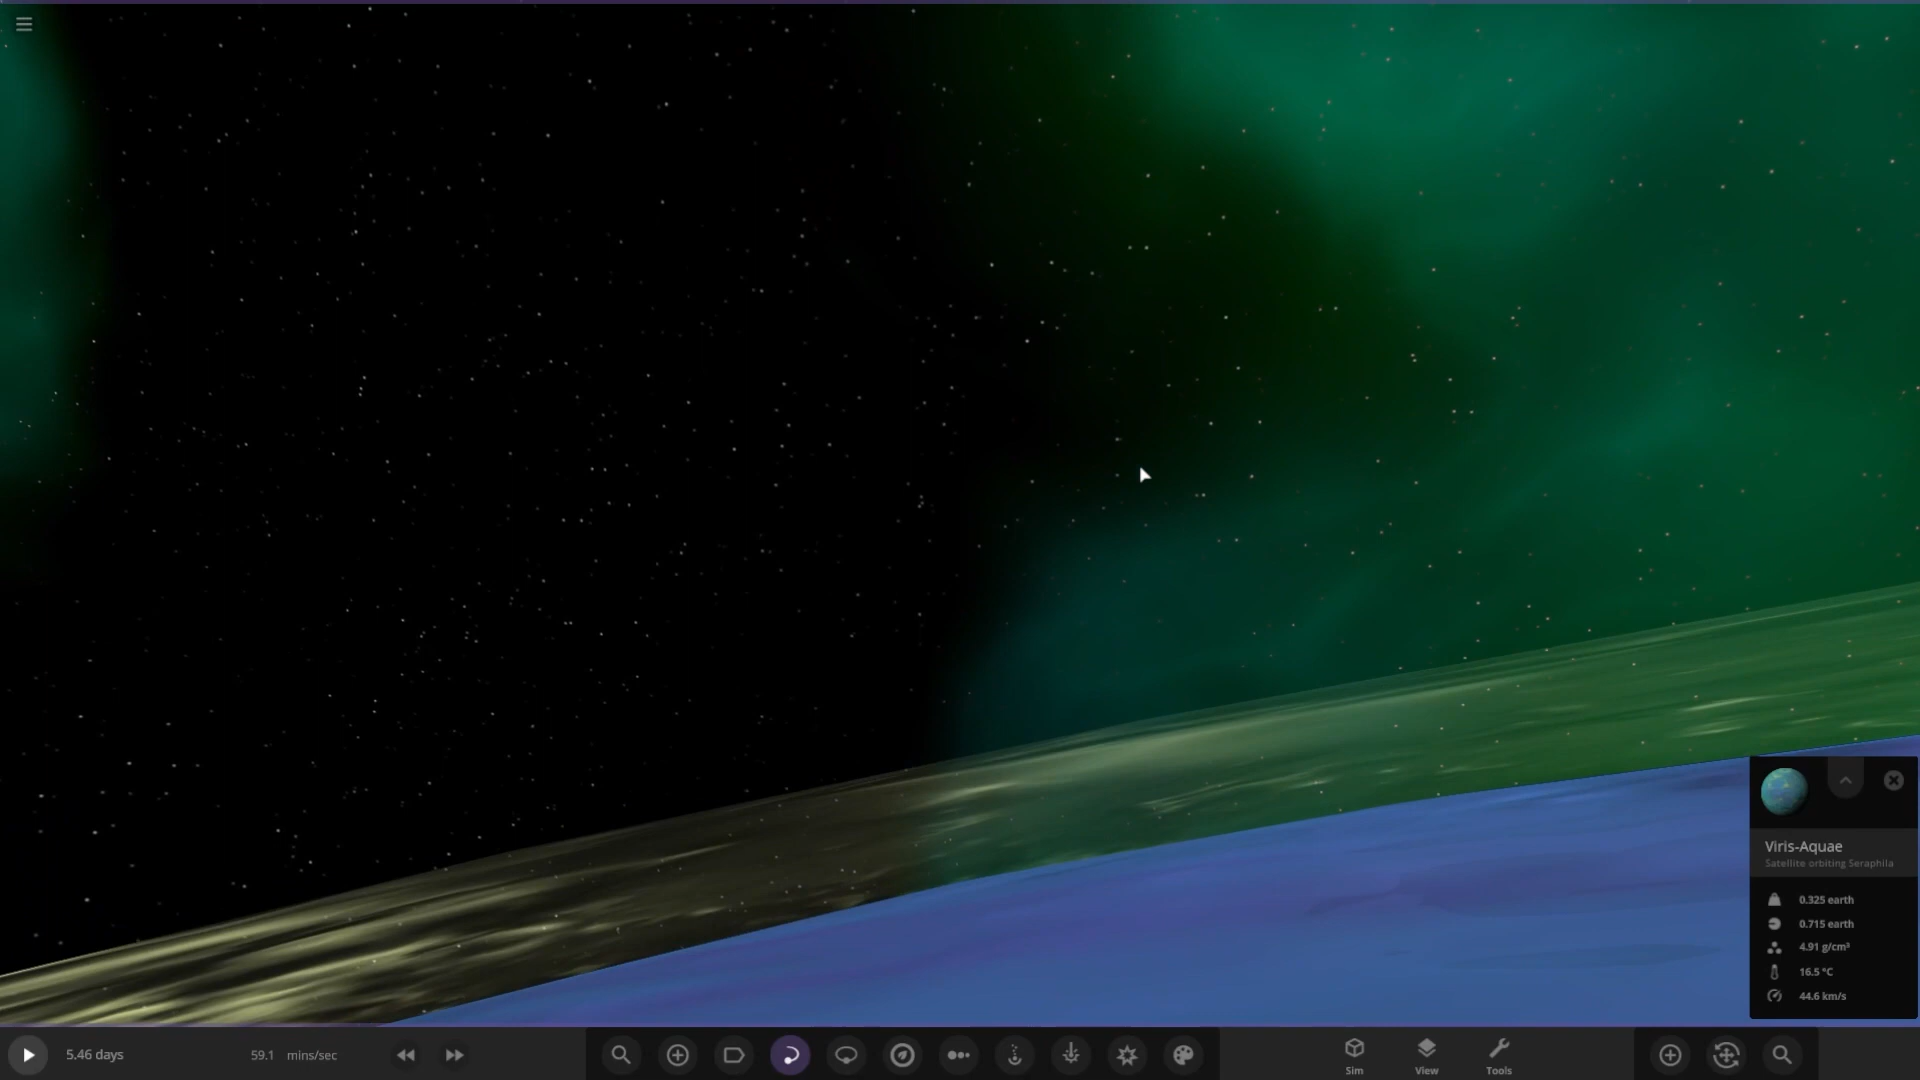 Viris-Aquae
Satellite orbiting Seraphila
0.325 earth
0.715 earth
4.91 g/cm³
16.5 °C
44.6 km/s
5.46 days
59.1 mins/sec
Sim
View
Tools